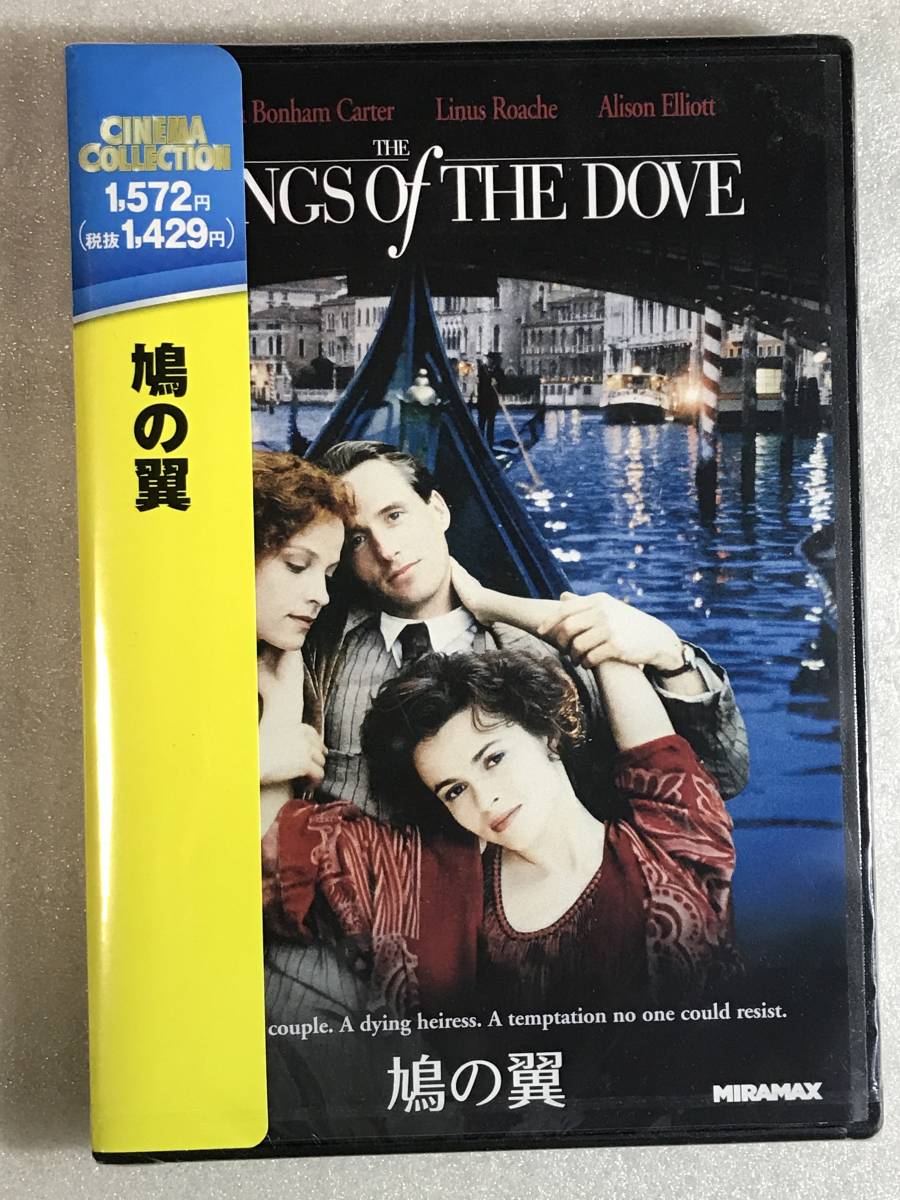 CINEMA
COLLECTION
1,572円
(税抜1,429円)
鳩の翼
Bonham Carter Linus Roache Alison Elliott
THE
NGS Of THE DOVE
couple. A dying heiress. A temptation no one could resist.
鳩の翼
MIRAMAX